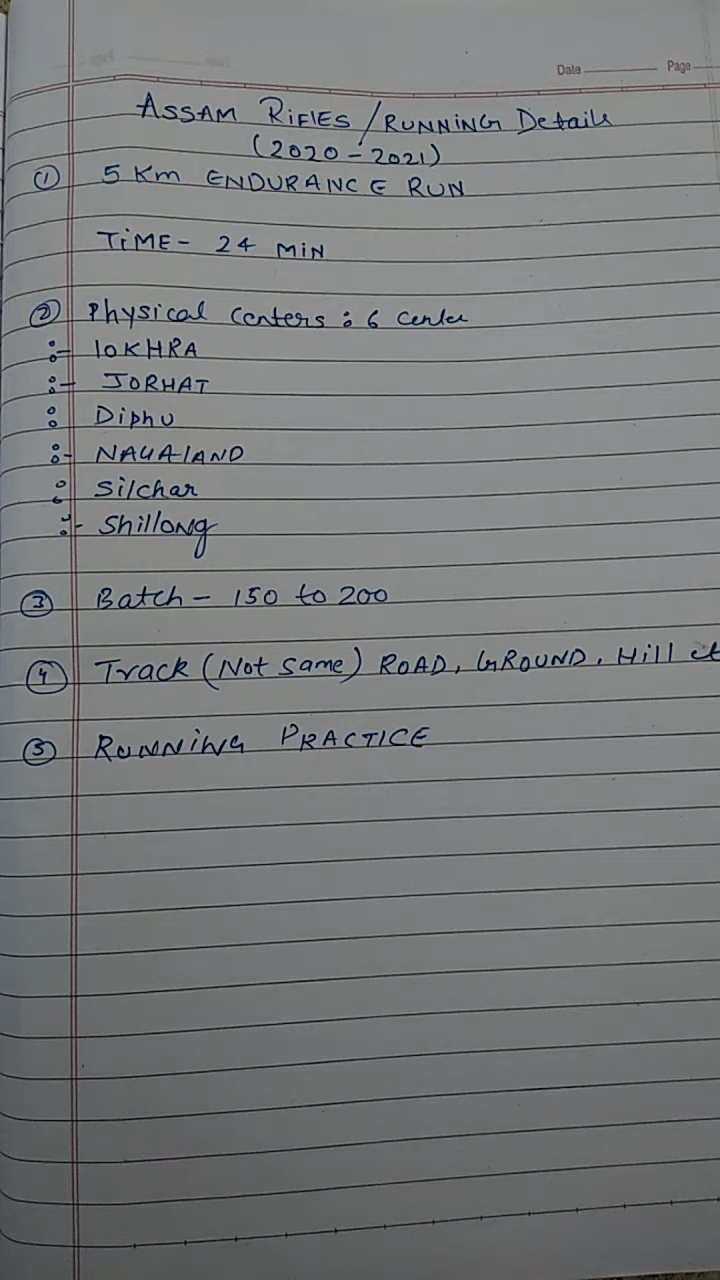 Date Page
ASSAM RIFlES / RUNNING Details
(2020-2021)
① 5 Km ENDURANCE RUN
TiME- 24 MiN
② Physical Centers : 6 Center
:- lOKHRA
:- JORHAT
: Diphu
:- NAGAlAND
: Silchar
:- Shillong
③ Batch - 150 to 200
④ Track (Not Same) ROAD, GROUND, Hill et
⑤ RUNNiNG PRACTICE